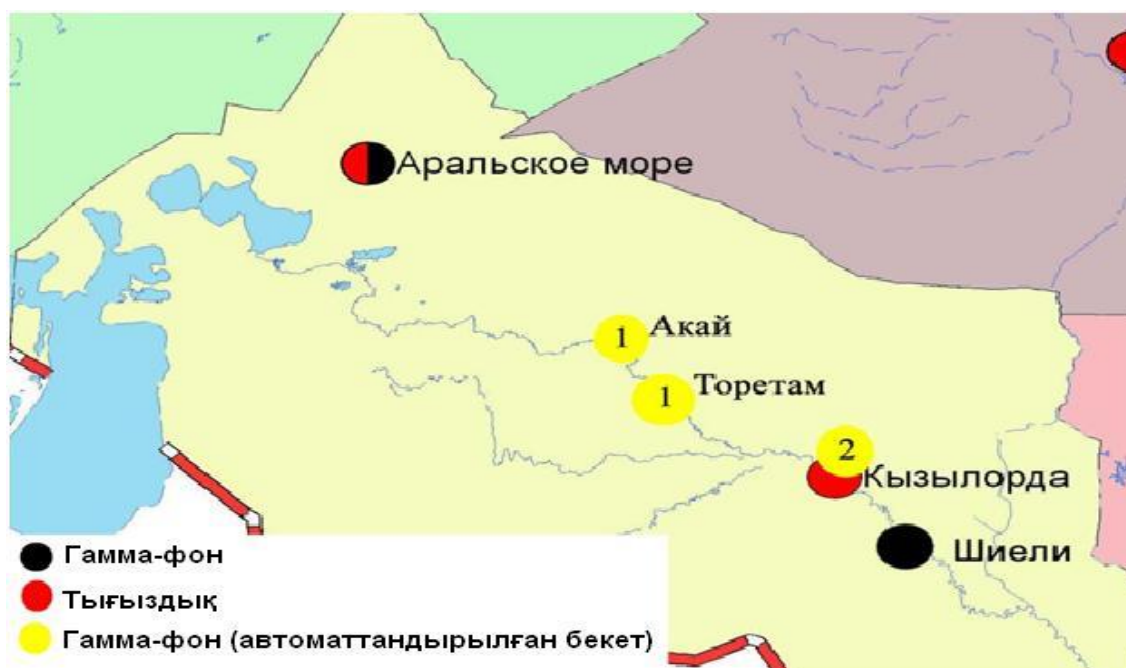 Аральское море
1 Акай
1 Торетам
2
Кызылорда
Шиели
Гамма-фон
Тығыздық
Гамма-фон (автоматтандырылған бекет)